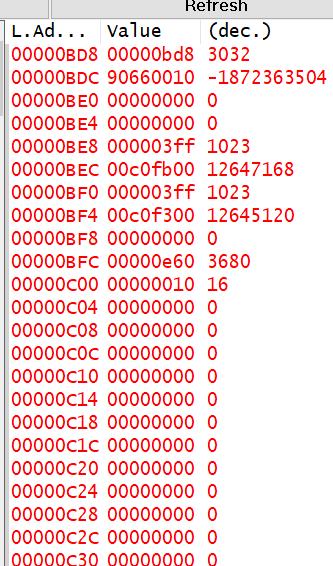 Refresh
L.Ad... Value (dec.)
00000BD8 00000bd8 3032
00000BDC 90660010 -1872363504
00000BE0 00000000 0
00000BE4 00000000 0
00000BE8 000003ff 1023
00000BEC 00c0fb00 12647168
00000BF0 000003ff 1023
00000BF4 00c0f300 12645120
00000BF8 00000000 0
00000BFC 00000e60 3680
00000C00 00000010 16
00000C04 00000000 0
00000C08 00000000 0
00000C0C 00000000 0
00000C10 00000000 0
00000C14 00000000 0
00000C18 00000000 0
00000C1C 00000000 0
00000C20 00000000 0
00000C24 00000000 0
00000C28 00000000 0
00000C2C 00000000 0
00000C30 00000000 0